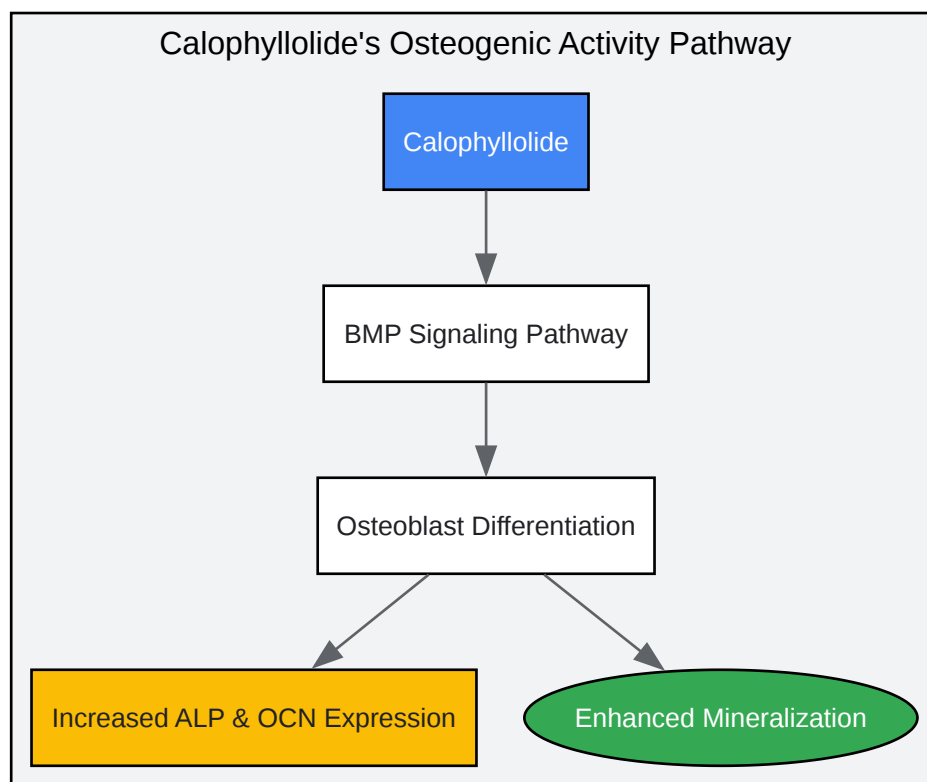 Calophyllolide's Osteogenic Activity Pathway
Calophyllolide
BMP Signaling Pathway
Osteoblast Differentiation
Increased ALP & OCN Expression
Enhanced Mineralization